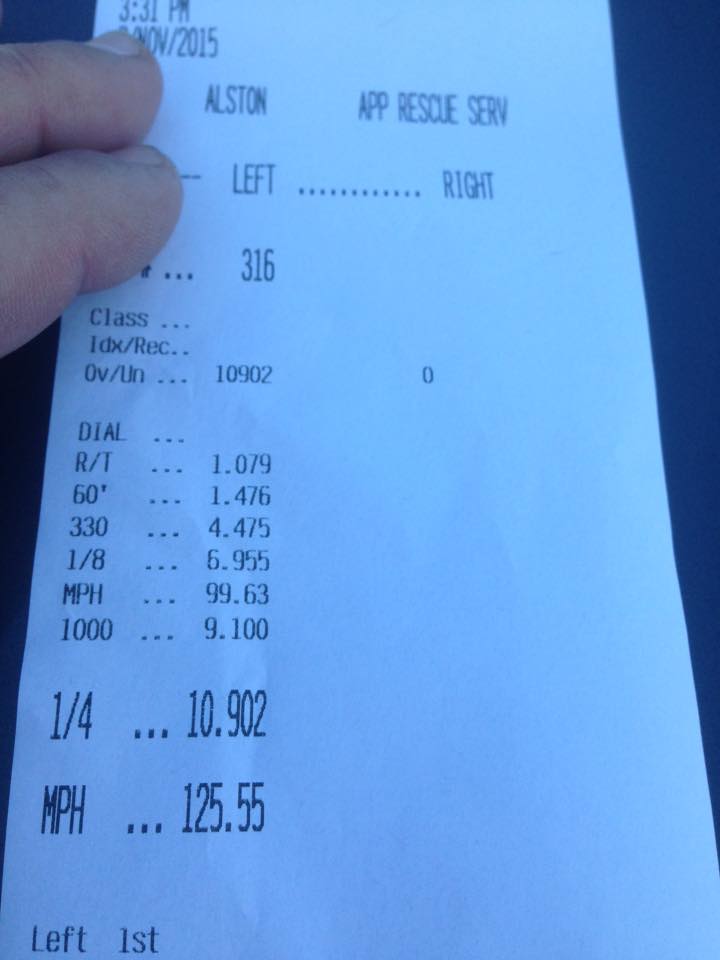 3:31 PM
/NOV/2015
ALSTON APP RESCUE SERV
-- LEFT ............ RIGHT
... 316
Class ...
Idx/Rec..
Ov/Un ... 10902 0
DIAL ...
R/T ... 1.079
60' ... 1.476
330 ... 4.475
1/8 ... 6.955
MPH ... 99.63
1000 ... 9.100
1/4 ... 10.902
MPH ... 125.55
Left 1st